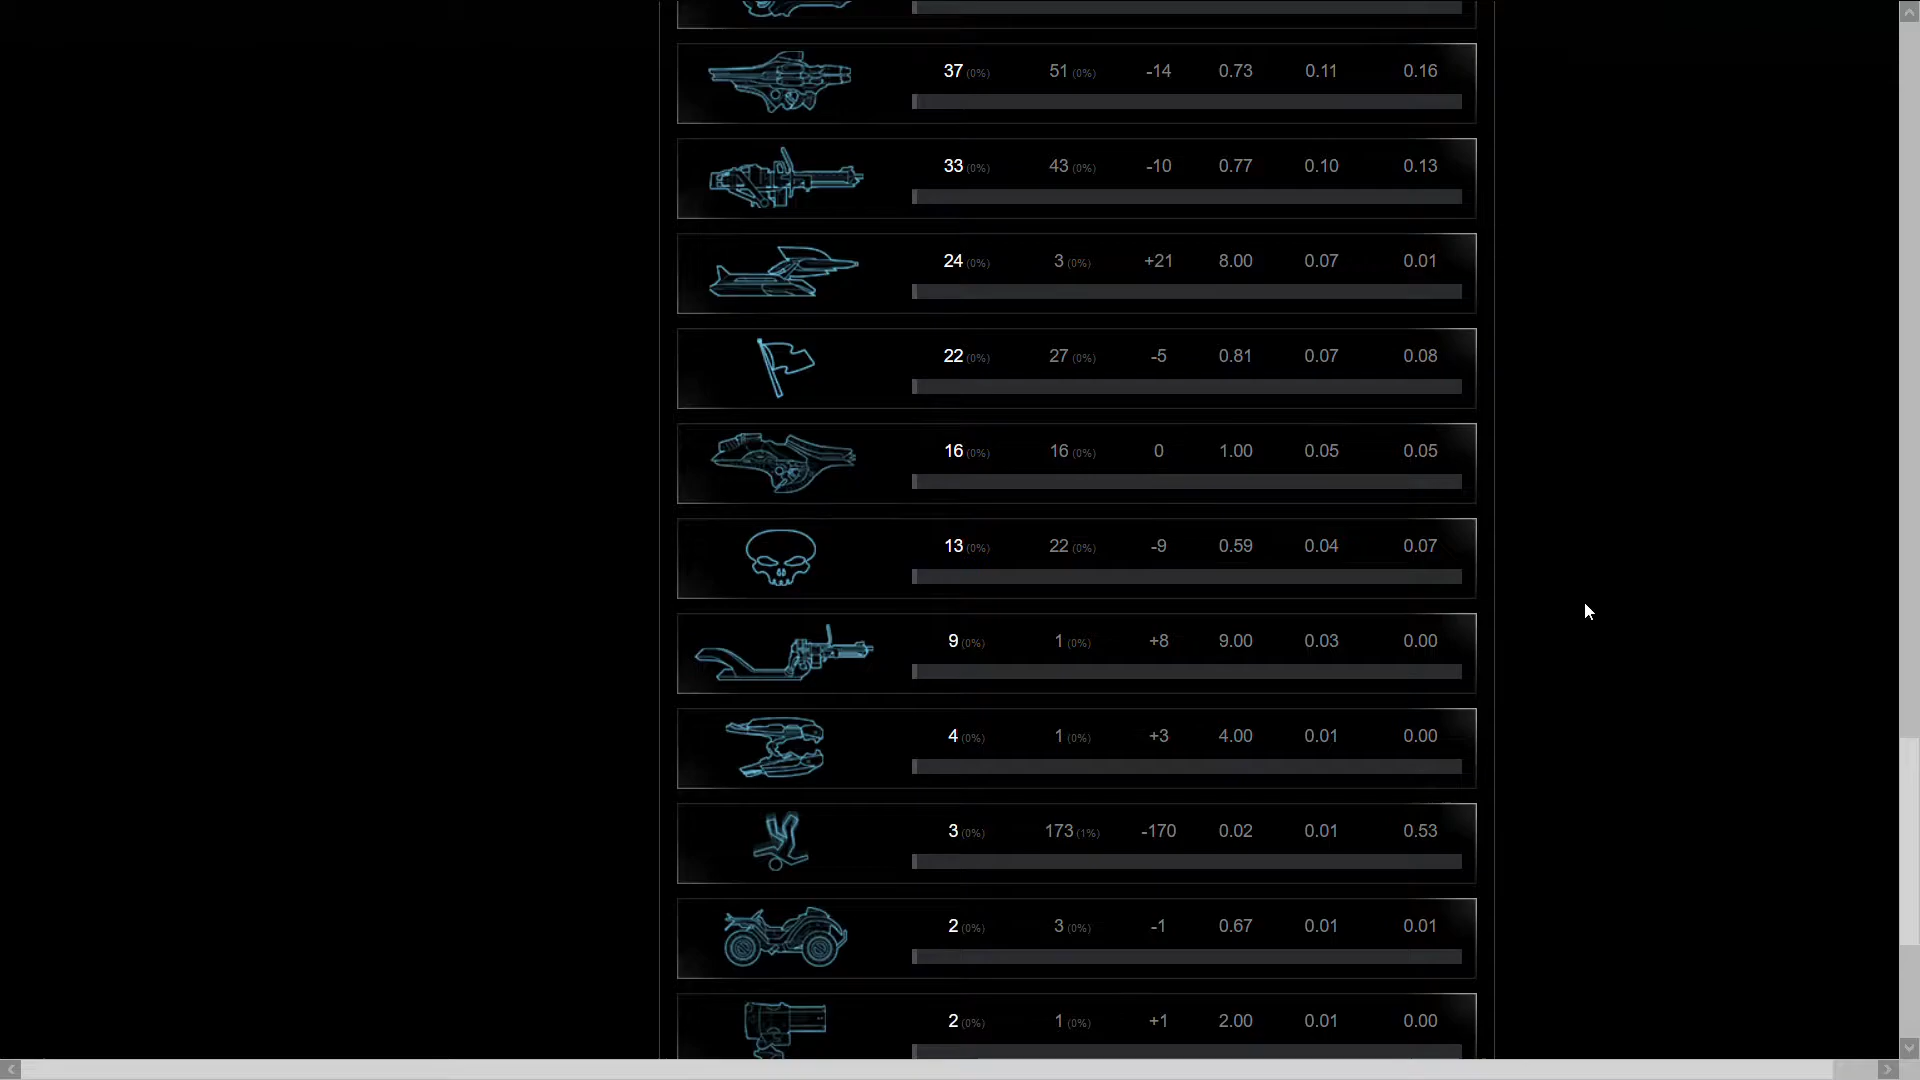 37 (0%) 51 (0%) -14 0.73 0.11 0.16
33 (0%) 43 (0%) -10 0.77 0.10 0.13
24 (0%) 3 (0%) +21 8.00 0.07 0.01
22 (0%) 27 (0%) -5 0.81 0.07 0.08
16 (0%) 16 (0%) 0 1.00 0.05 0.05
13 (0%) 22 (0%) -9 0.59 0.04 0.07
9 (0%) 1 (0%) +8 9.00 0.03 0.00
4 (0%) 1 (0%) +3 4.00 0.01 0.00
3 (0%) 173 (1%) -170 0.02 0.01 0.53
2 (0%) 3 (0%) -1 0.67 0.01 0.01
2 (0%) 1 (0%) +1 2.00 0.01 0.00